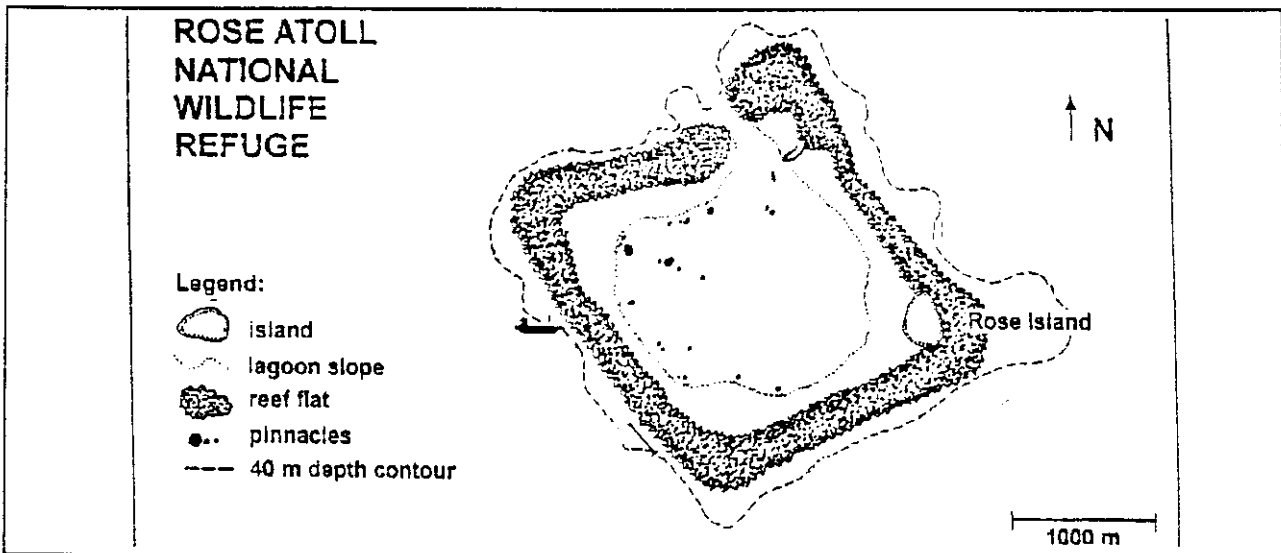 ROSE ATOLL
NATIONAL
WILDLIFE
REFUGE
N
Legend:
island
lagoon slope
reef flat
pinnacles
40 m depth contour
Rose Island
1000 m